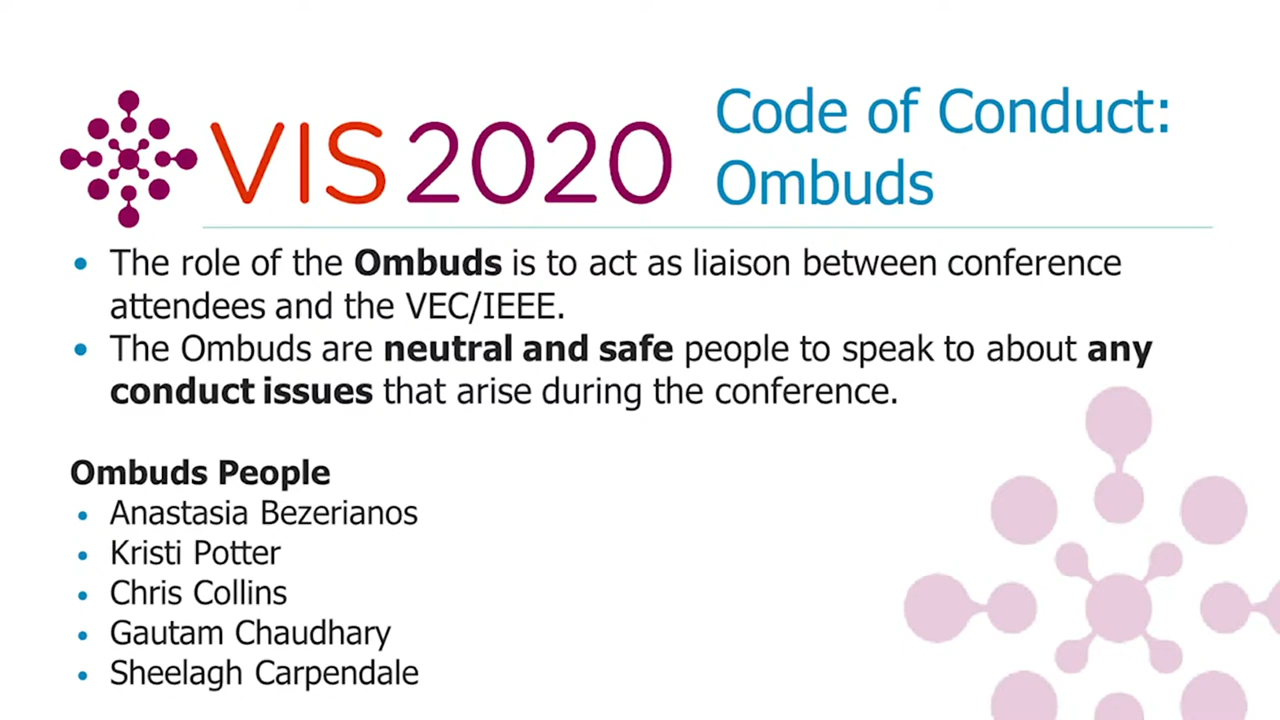 VIS2020
Code of Conduct:
Ombuds
• The role of the Ombuds is to act as liaison between conference
attendees and the VEC/IEEE.
• The Ombuds are neutral and safe people to speak to about any
conduct issues that arise during the conference.
Ombuds People
• Anastasia Bezerianos
• Kristi Potter
• Chris Collins
• Gautam Chaudhary
• Sheelagh Carpendale